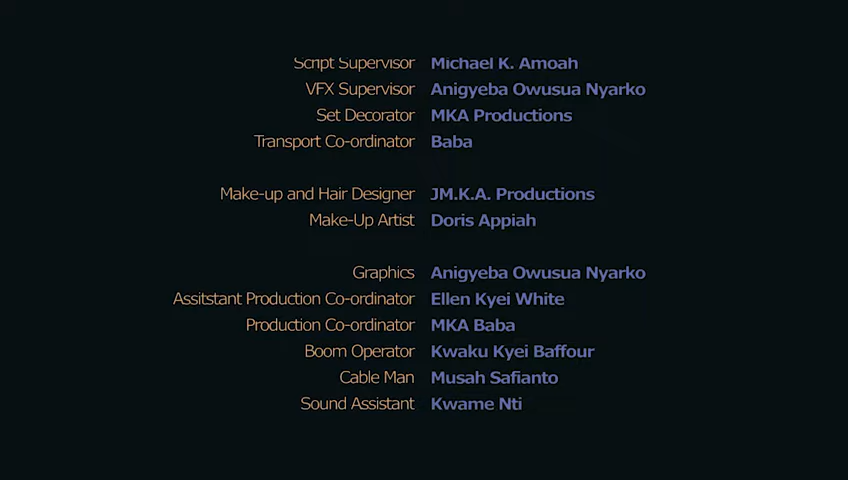 Script Supervisor Michael K. Amoah
VFX Supervisor Anigyeba Owusua Nyarko
Set Decorator MKA Productions
Transport Co-ordinator Baba
Make-up and Hair Designer JM.K.A. Productions
Make-Up Artist Doris Appiah
Graphics Anigyeba Owusua Nyarko
Assitstant Production Co-ordinator Ellen Kyei White
Production Co-ordinator MKA Baba
Boom Operator Kwaku Kyei Baffour
Cable Man Musah Safianto
Sound Assistant Kwame Nti